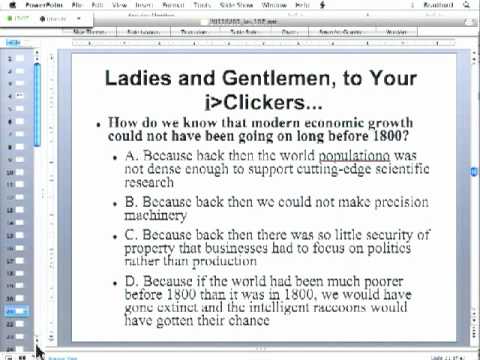 PowerPoint File Edit View Insert Format Tools Slide Show Window Help
Ladies and Gentlemen, to Your
i>Clickers...
• How do we know that modern economic growth
could not have been going on long before 1800?
• A. Because back then the world populationo was
not dense enough to support cutting-edge scientific
research
• B. Because back then we could not make precision
machinery
• C. Because back then there was so little security of
property that businesses had to focus on politics
rather than production
• D. Because if the world had been much poorer
before 1800 than it was in 1800, we would have
gone extinct and the intelligent raccoons would
have gotten their chance